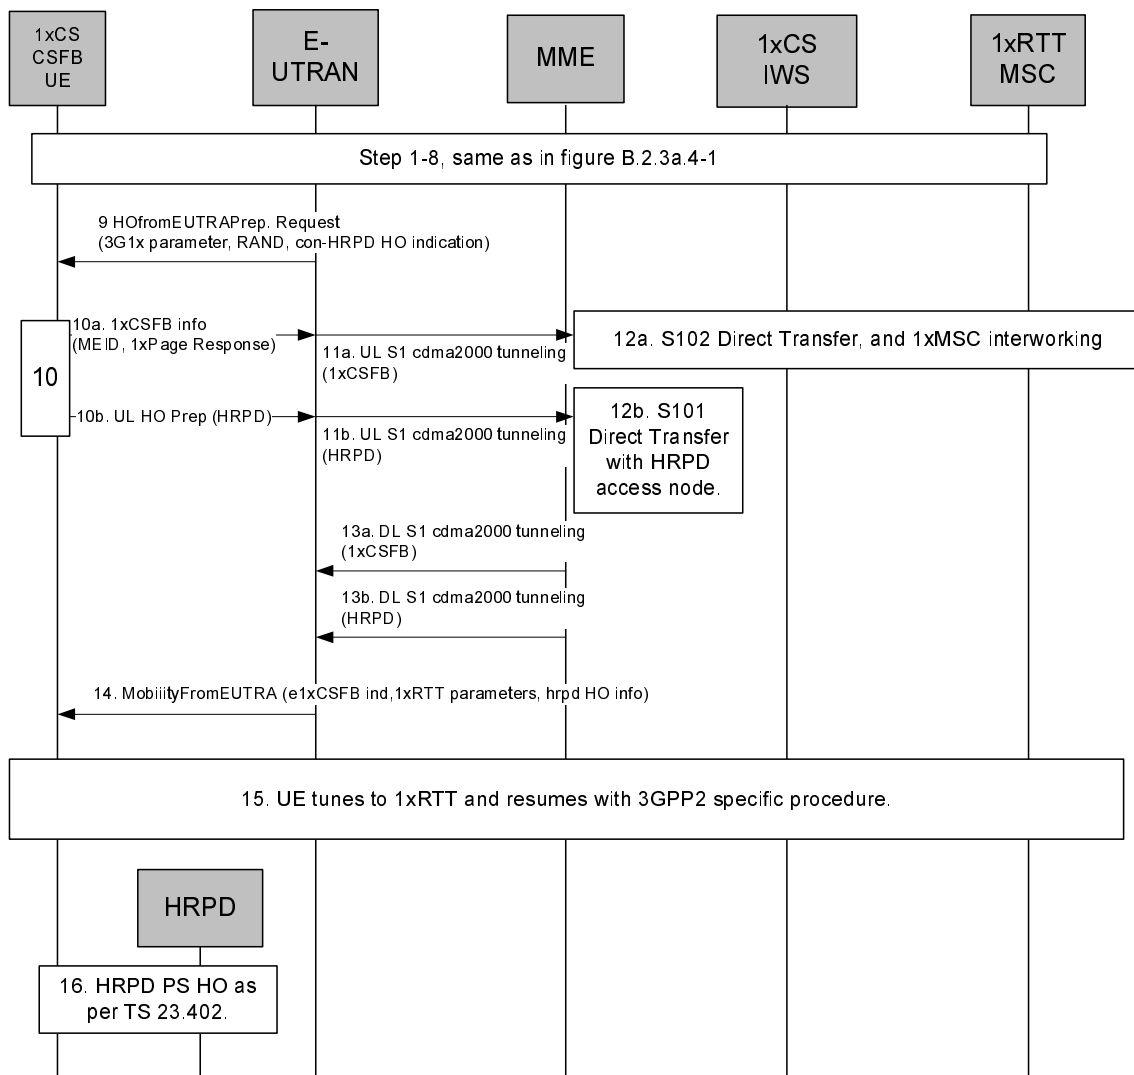 1xCS
CSFB
UE
E-
UTRAN
MME
1xCS
IWS
1xRTT
MSC
Step 1-8, same as in figure B.2.3a.4-1
9 HOfromEUTRAPrep. Request
(3G1x parameter, RAND, con-HRPD HO indication)
10
10a. 1xCSFB info
(MEID, 1xPage Response)
11a. UL S1 cdma2000 tunneling
(1xCSFB)
12a. S102 Direct Transfer, and 1xMSC interworking
10b. UL HO Prep (HRPD)
11b. UL S1 cdma2000 tunneling
(HRPD)
12b. S101
Direct Transfer
with HRPD
access node.
13a. DL S1 cdma2000 tunneling
(1xCSFB)
13b. DL S1 cdma2000 tunneling
(HRPD)
14. MobiiityFromEUTRA (e1xCSFB ind,1xRTT parameters, hrpd HO info)
15. UE tunes to 1xRTT and resumes with 3GPP2 specific procedure.
HRPD
16. HRPD PS HO as
per TS 23.402.